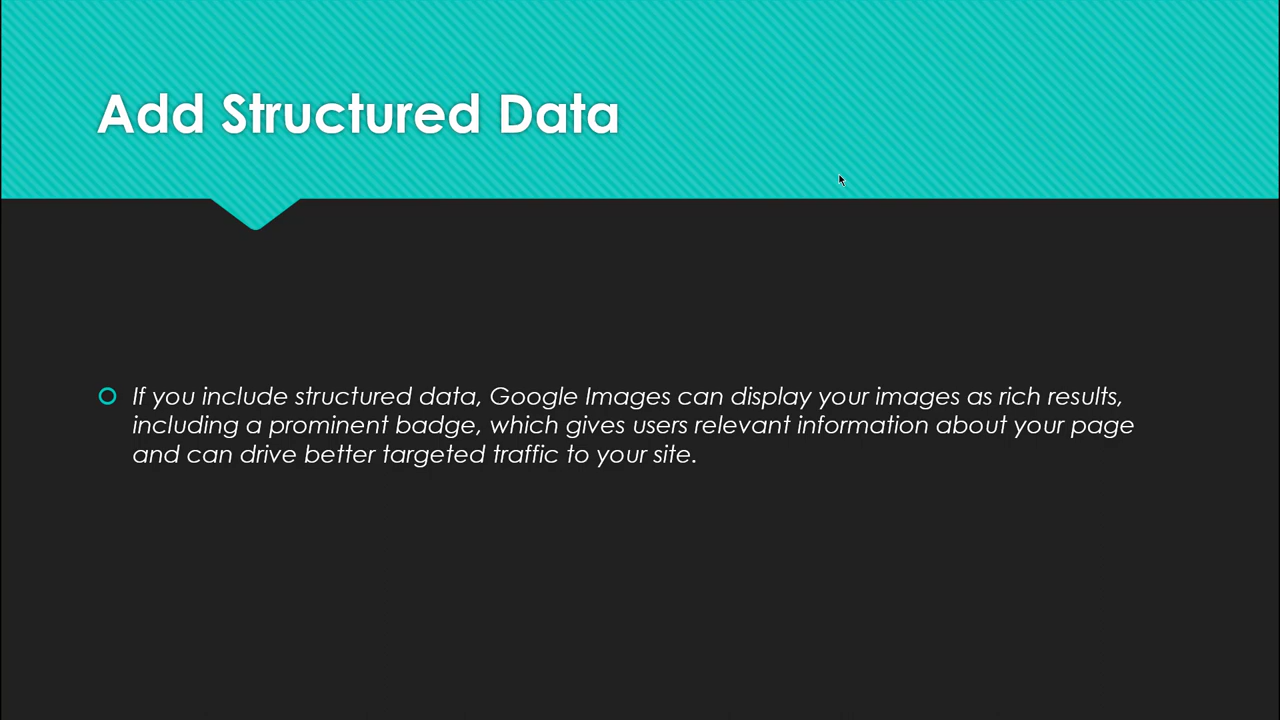 Add Structured Data
If you include structured data, Google Images can display your images as rich results,
including a prominent badge, which gives users relevant information about your page
and can drive better targeted traffic to your site.